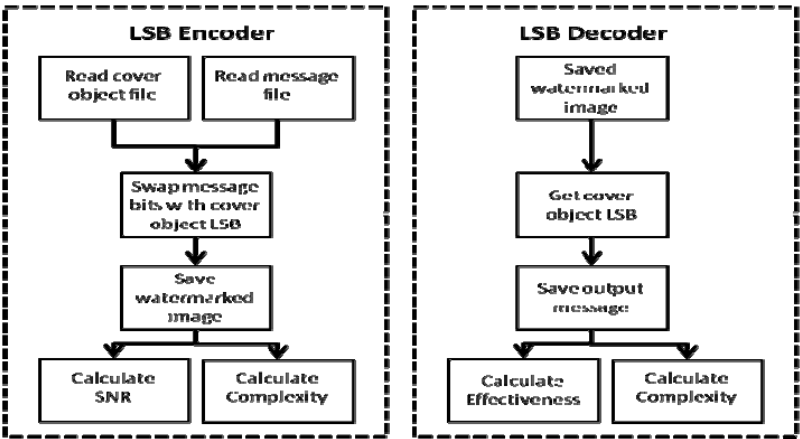 LSB Encoder
Read cover
object file
Read message
file
Swap message
bits with cover
object LSB
Save
watermarked
image
Calculate
SNR
Calculate
Complexity
LSB Decoder
Saved
watermarked
image
Get cover
object LSB
Save output
message
Calculate
Effectiveness
Calculate
Complexity